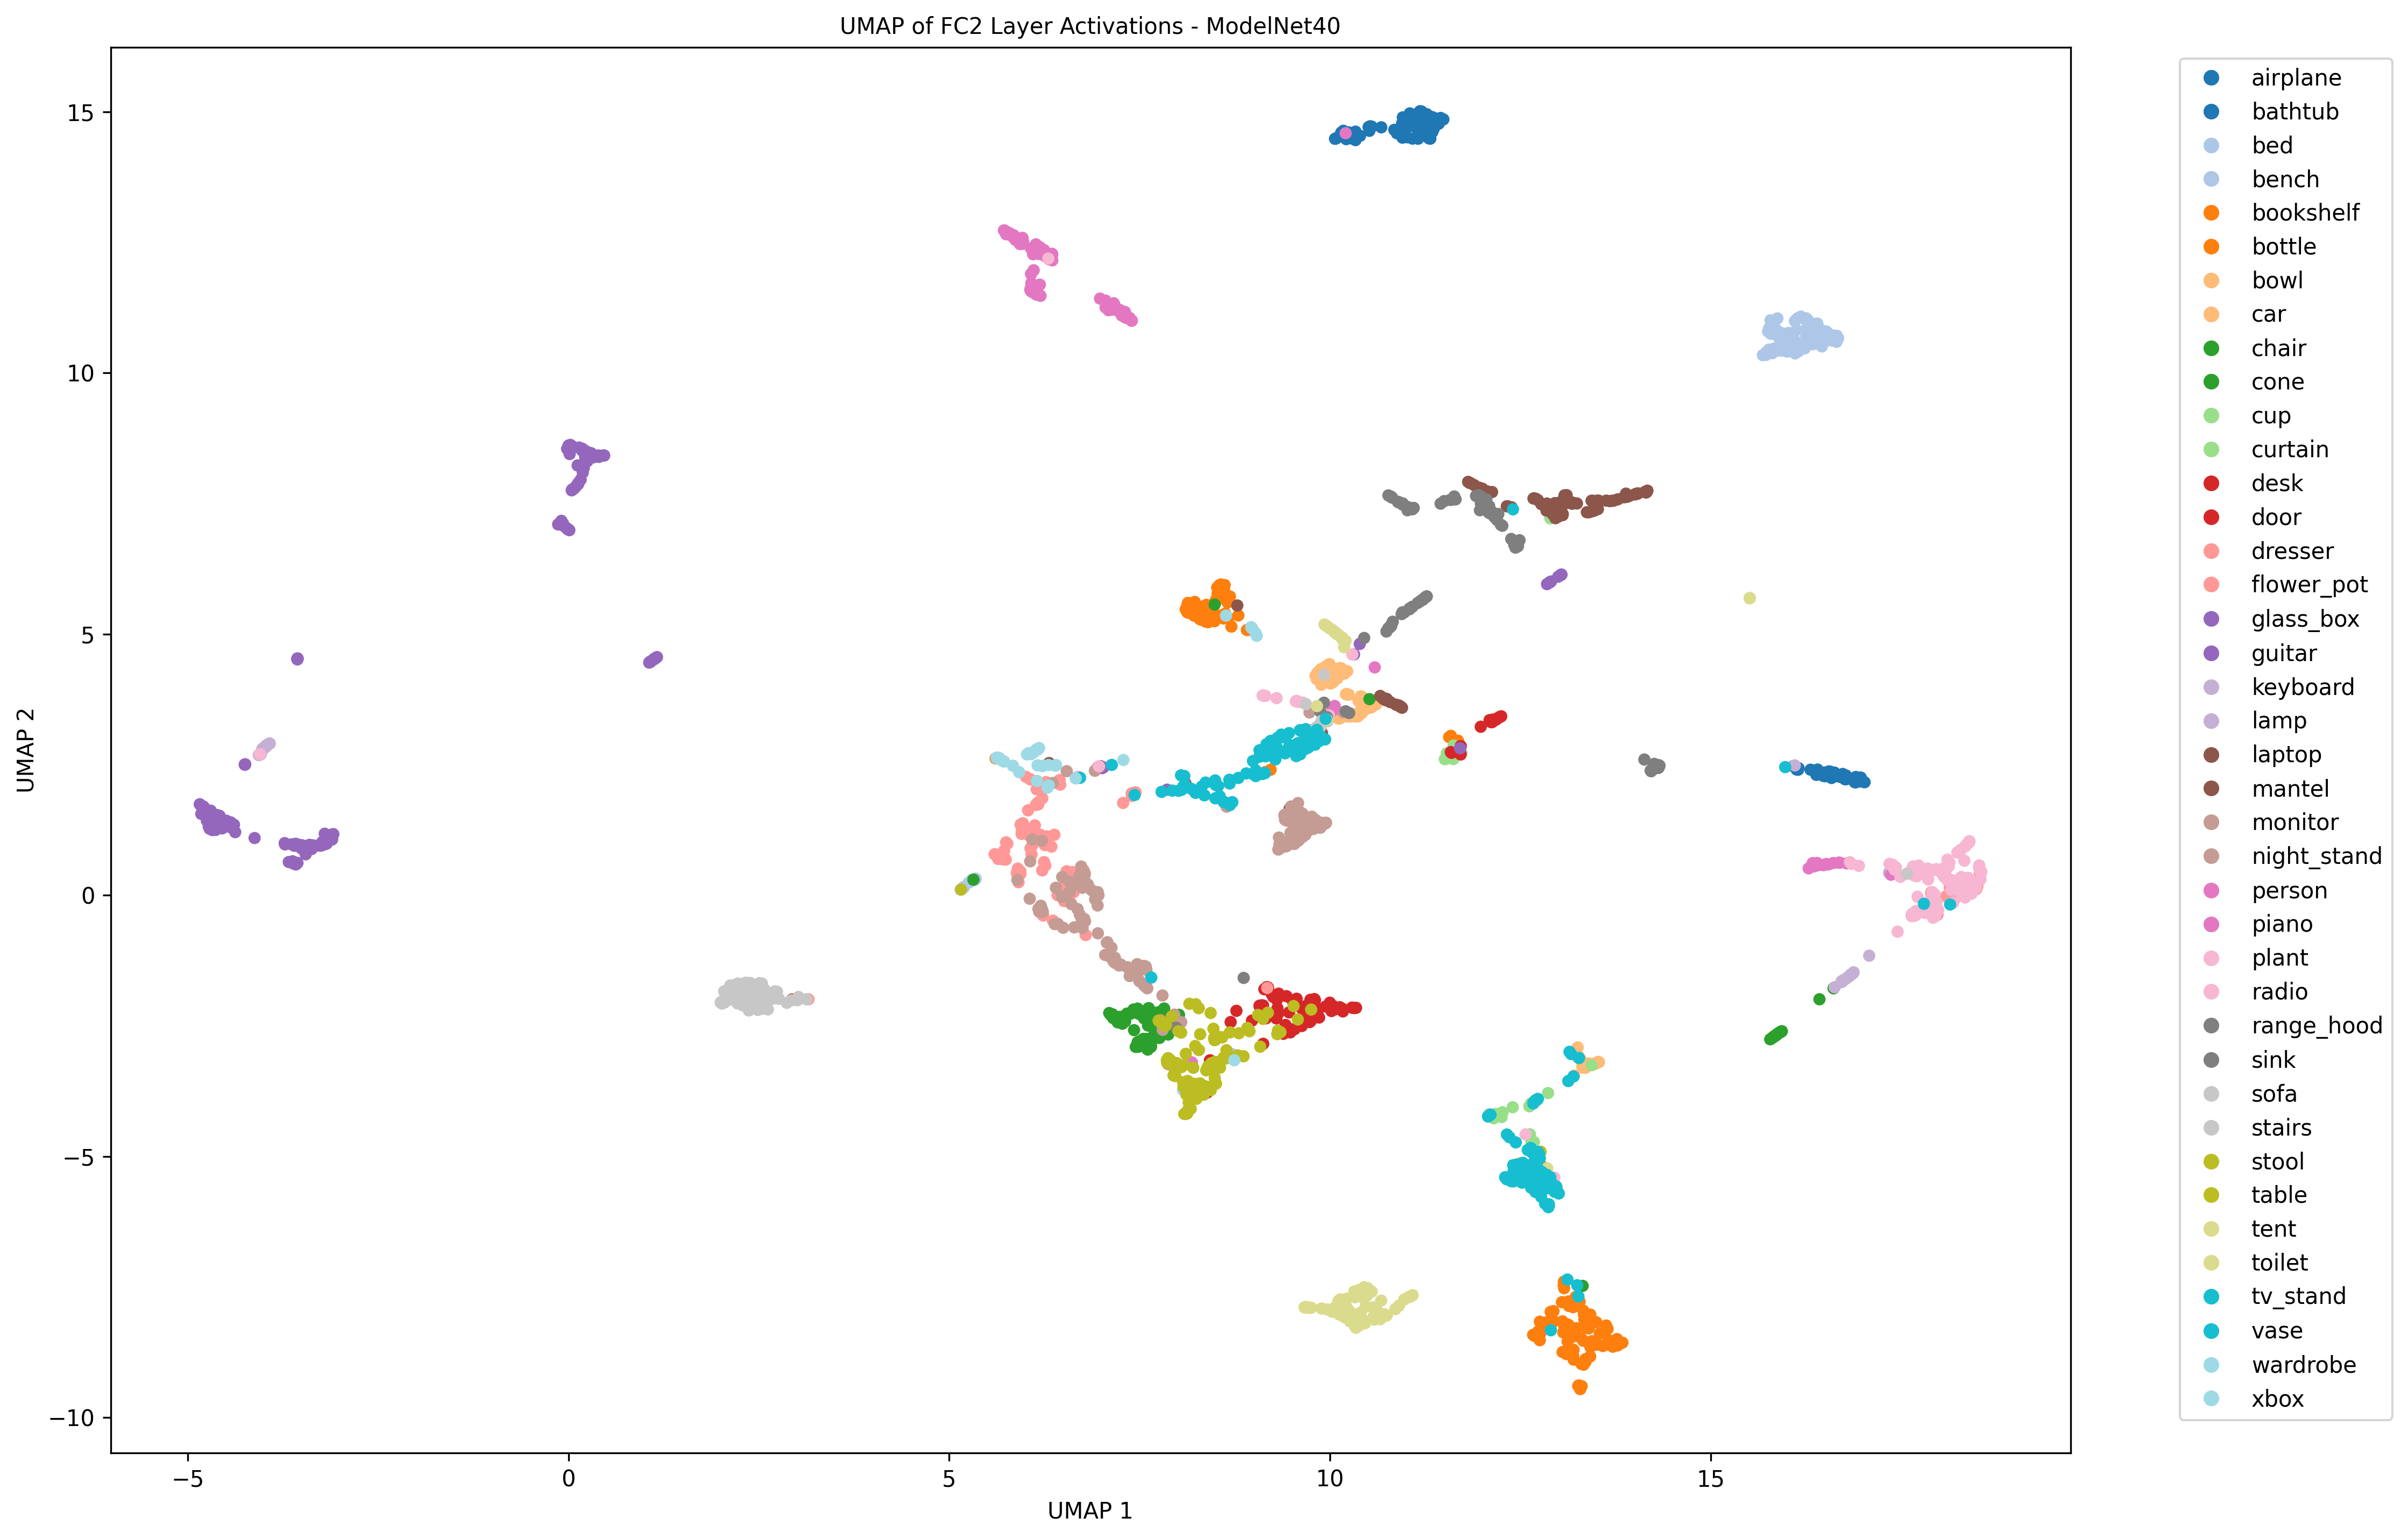 UMAP of FC2 Layer Activations - ModelNet40
UMAP 2
15
10
5
0
−5
−10
−5
0
5
10
15
UMAP 1
airplane
bathtub
bed
bench
bookshelf
bottle
bowl
car
chair
cone
cup
curtain
desk
door
dresser
flower_pot
glass_box
guitar
keyboard
lamp
laptop
mantel
monitor
night_stand
person
piano
plant
radio
range_hood
sink
sofa
stairs
stool
table
tent
toilet
tv_stand
vase
wardrobe
xbox